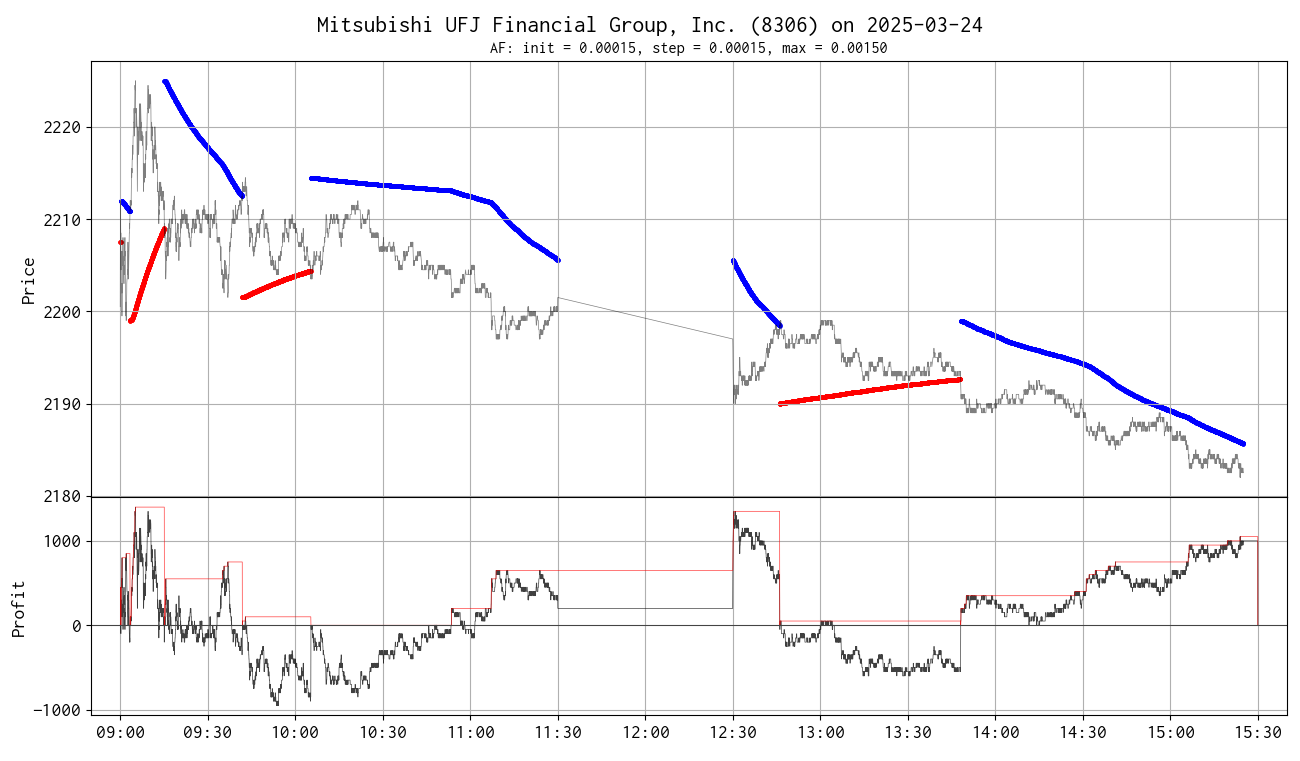 Mitsubishi UFJ Financial Group, Inc. (8306) on 2025-03-24
AF: init = 0.00015, step = 0.00015, max = 0.00150
Price
2220
2210
2200
2190
2180
Profit
1000
0
−1000
09:00 09:30 10:00 10:30 11:00 11:30 12:00 12:30 13:00 13:30 14:00 14:30 15:00 15:30